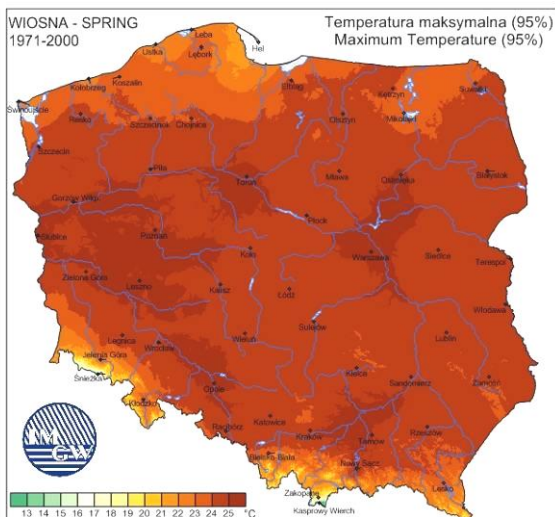 WIOSNA - SPRING
1971-2000
Temperatura maksymalna (95%)
Maximum Temperature (95%)
Łeba
Hel
Ustka
Lębork
Kołobrzeg
Koszalin
Elbląg
Kętrzyn
Suwałki
Świnoujście
Resko
Szczecinek
Chojnice
Olsztyn
Mikołajki
Szczecin
Piła
Toruń
Mława
Ostrołęka
Białystok
Gorzów Wlkp.
Płock
Słubice
Poznań
Koło
Warszawa
Siedlce
Terespol
Zielona Góra
Leszno
Kalisz
Łódź
Włodawa
Sulejów
Legnica
Wrocław
Wieluń
Lublin
Jelenia Góra
Śnieżka
Kielce
Sandomierz
Zamość
Opole
Kłodzko
Racibórz
Katowice
Kraków
Tarnów
Rzeszów
Bielsko-Biała
Nowy Sącz
Lesko
Zakopane
Kasprowy Wierch
IMGW
13 14 15 16 17 18 19 20 21 22 23 24 25 °C